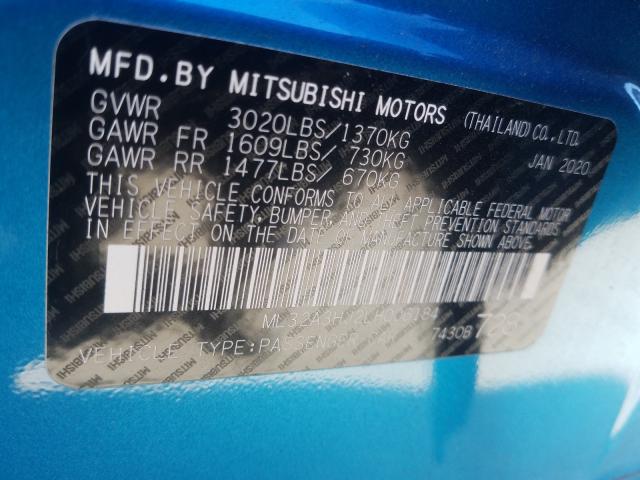 MFD. BY MITSUBISHI MOTORS (THAILAND) CO., LTD.
GVWR 3020LBS/1370KG JAN 2020
GAWR FR 1609LBS/ 730KG
GAWR RR 1477LBS/ 670KG
THIS VEHICLE CONFORMS TO ALL APPLICABLE FEDERAL MOTOR
VEHICLE SAFETY, BUMPER AND THEFT PREVENTION STANDARDS
IN EFFECT ON THE DATE OF MANUFACTURE SHOWN ABOVE.
VEHICLE TYPE:PASSENGER 7430B